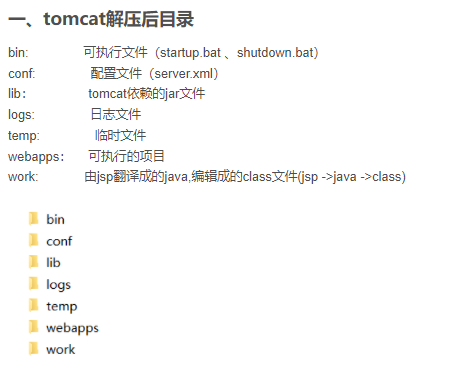 一、tomcat解压后目录
bin: 可执行文件（startup.bat 、shutdown.bat）
conf: 配置文件（server.xml）
lib： tomcat依赖的jar文件
logs: 日志文件
temp: 临时文件
webapps： 可执行的项目
work: 由jsp翻译成的java,编辑成的class文件(jsp ->java ->class)
bin
conf
lib
logs
temp
webapps
work